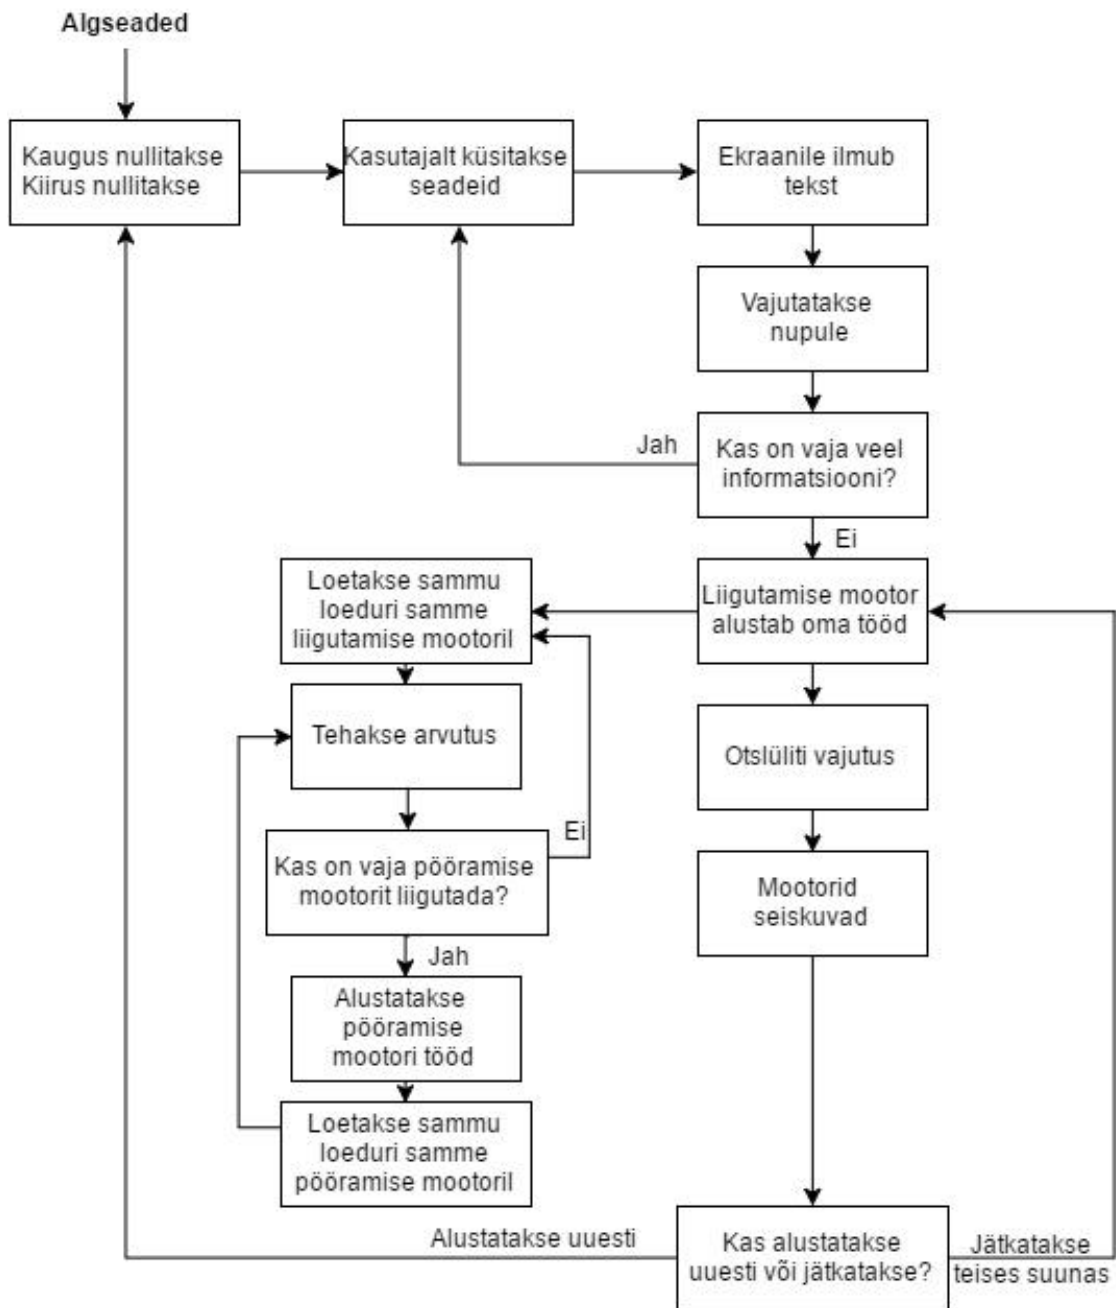 Algseaded
Kaugus nullitakse
Kiirus nullitakse
Kasutajalt küsitakse
seadeid
Ekraanile ilmub
tekst
Vajutatakse
nupule
Kas on vaja veel
informatsiooni?
Jah
Ei
Liigutamise mootor
alustab oma tööd
Loetakse sammu
loeduri samme
liigutamise mootoril
Tehakse arvutus
Kas on vaja pööramise
mootorit liigutada?
Ei
Jah
Alustatakse
pööramise
mootori tööd
Loetakse sammu
loeduri samme
pööramise mootoril
Otslüliti vajutus
Mootorid
seiskuvad
Kas alustatakse
uuesti või jätkatakse?
Alustatakse uuesti
Jätkatakse
teises suunas